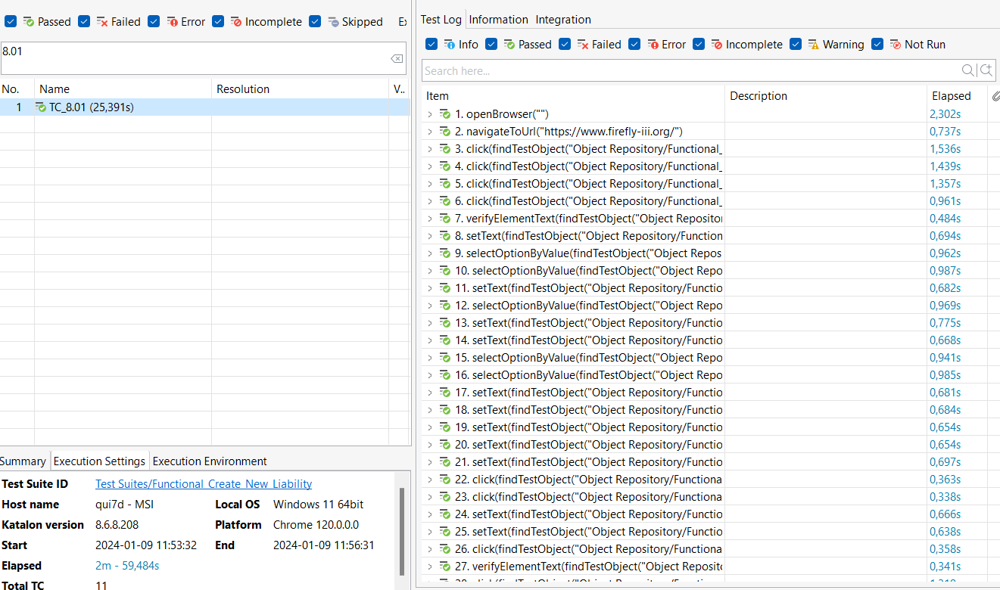 Passed Failed Error Incomplete Skipped Ex
8.01
No. Name Resolution V..
1 TC_8.01 (25,391s)
Summary Execution Settings Execution Environment
Test Suite ID Test Suites/Functional_Create_New_Liability
Host name qui7d - MSI Local OS Windows 11 64bit
Katalon version 8.6.8.208 Platform Chrome 120.0.0.0
Start 2024-01-09 11:53:32 End 2024-01-09 11:56:31
Elapsed 2m - 59,484s
Total TC 11
Test Log Information Integration
Info Passed Failed Error Incomplete Warning Not Run
Search here...
Item Description Elapsed
1. openBrowser("") 2,302s
2. navigateToUrl("https://www.firefly-iii.org/") 0,737s
3. click(findTestObject("Object Repository/Functional_ 1,536s
4. click(findTestObject("Object Repository/Functional_ 1,439s
5. click(findTestObject("Object Repository/Functional_ 1,357s
6. click(findTestObject("Object Repository/Functional_ 0,961s
7. verifyElementText(findTestObject("Object Repositor 0,484s
8. setText(findTestObject("Object Repository/Function 0,694s
9. selectOptionByValue(findTestObject("Object Repos 0,962s
10. selectOptionByValue(findTestObject("Object Repo 0,987s
11. setText(findTestObject("Object Repository/Functio 0,682s
12. selectOptionByValue(findTestObject("Object Repo 0,969s
13. setText(findTestObject("Object Repository/Functio 0,775s
14. setText(findTestObject("Object Repository/Functio 0,668s
15. selectOptionByValue(findTestObject("Object Repo 0,941s
16. selectOptionByValue(findTestObject("Object Repo 0,985s
17. setText(findTestObject("Object Repository/Functio 0,681s
18. setText(findTestObject("Object Repository/Functio 0,684s
19. setText(findTestObject("Object Repository/Functio 0,654s
20. setText(findTestObject("Object Repository/Functio 0,654s
21. setText(findTestObject("Object Repository/Functio 0,697s
22. click(findTestObject("Object Repository/Functiona 0,363s
23. click(findTestObject("Object Repository/Functiona 0,338s
24. setText(findTestObject("Object Repository/Functio 0,666s
25. setText(findTestObject("Object Repository/Functio 0,638s
26. click(findTestObject("Object Repository/Functiona 0,358s
27. verifyElementText(findTestObject("Object Reposito 0,341s